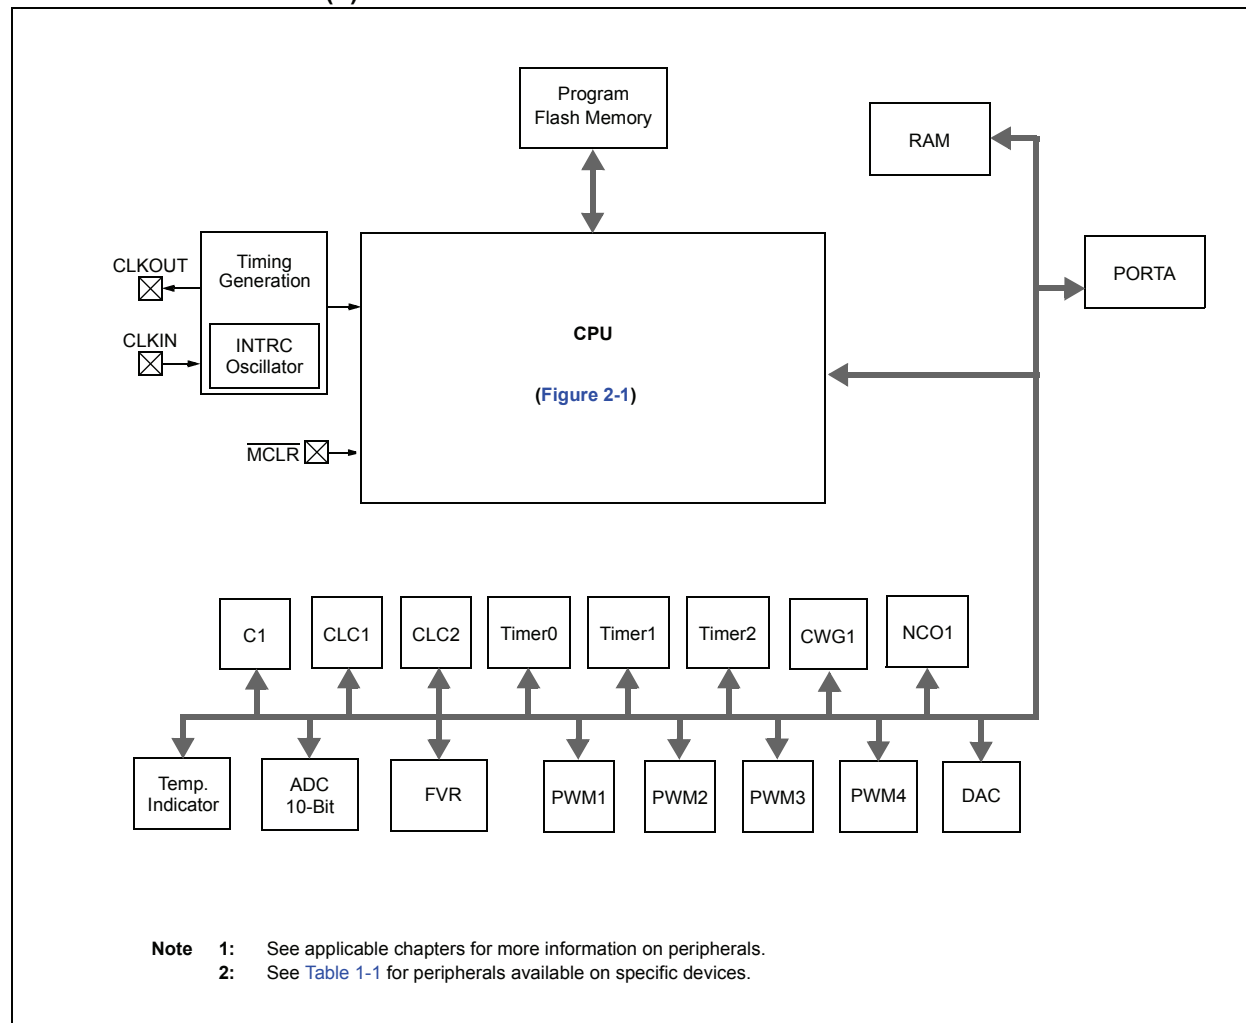 Program
Flash Memory
RAM
PORTA
Timing
Generation
CLKOUT
CLKIN
INTRC
Oscillator
CPU
(Figure 2-1)
MCLR
C1
CLC1
CLC2
Timer0
Timer1
Timer2
CWG1
NCO1
Temp.
Indicator
ADC
10-Bit
FVR
PWM1
PWM2
PWM3
PWM4
DAC
Note 1: See applicable chapters for more information on peripherals.
2: See Table 1-1 for peripherals available on specific devices.